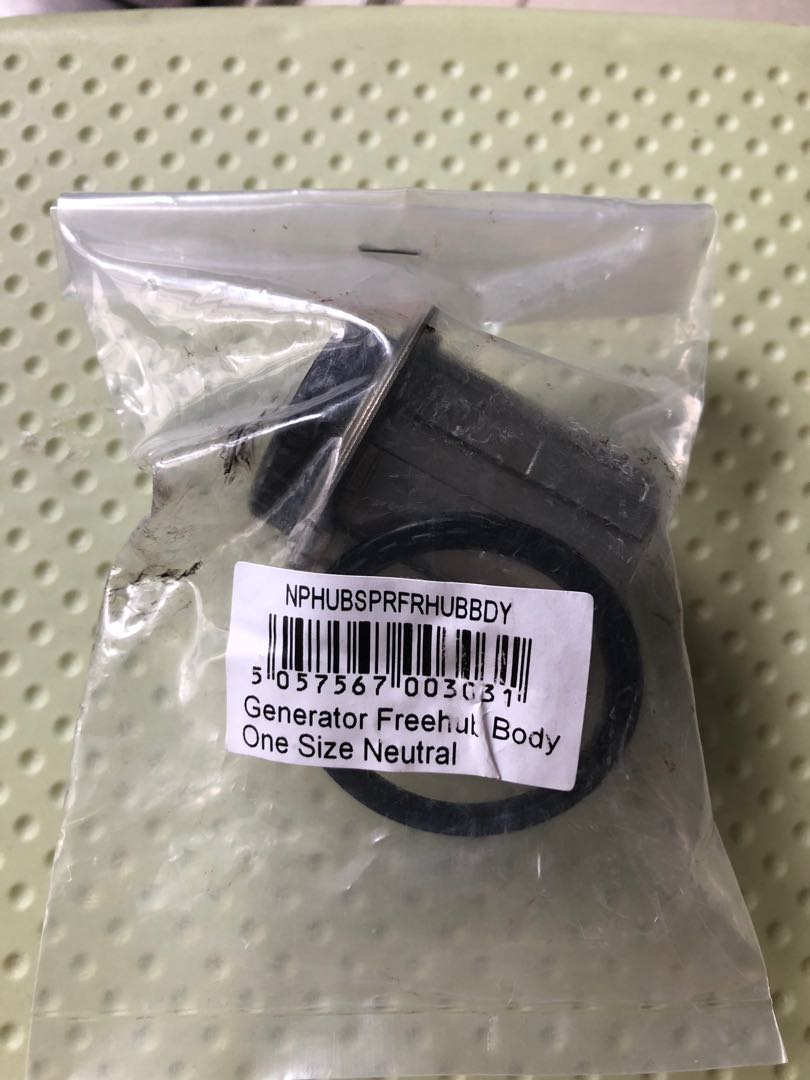 NPHUBSPRFRHUBBDY
5 057567 003031
Generator Freehub Body
One Size Neutral